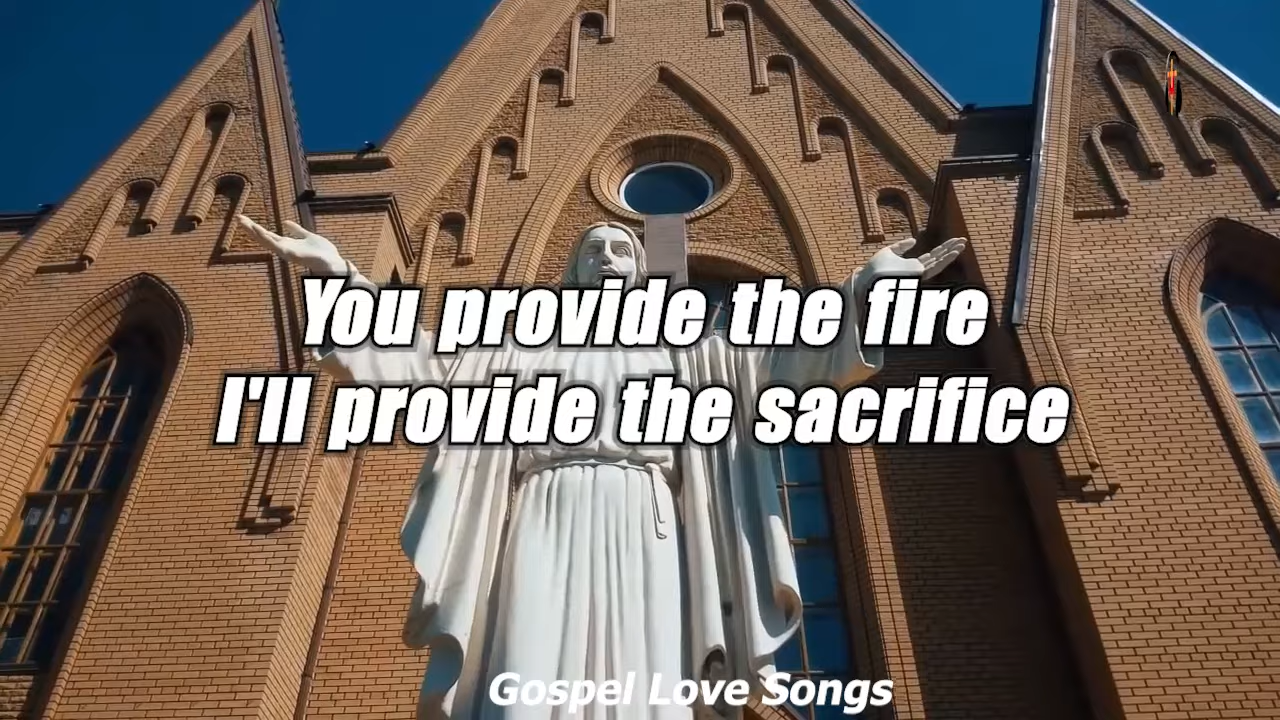 You provide the fire
I'll provide the sacrifice
Gospel Love Songs